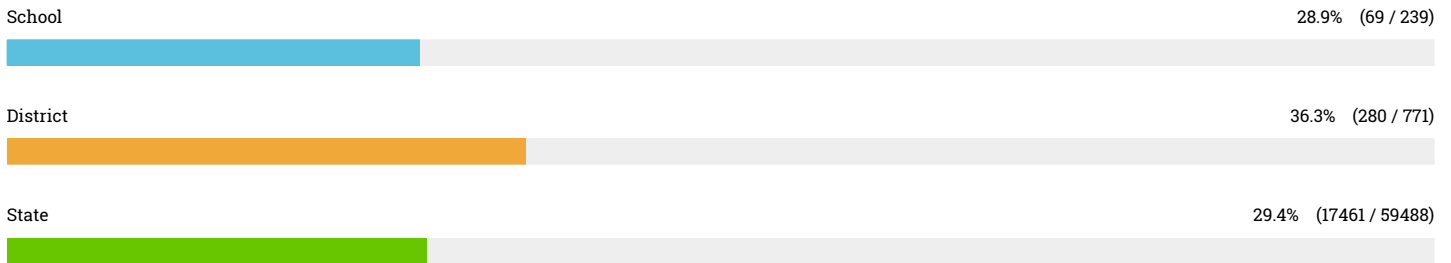 School 28.9% (69 / 239)
District 36.3% (280 / 771)
State 29.4% (17461 / 59488)